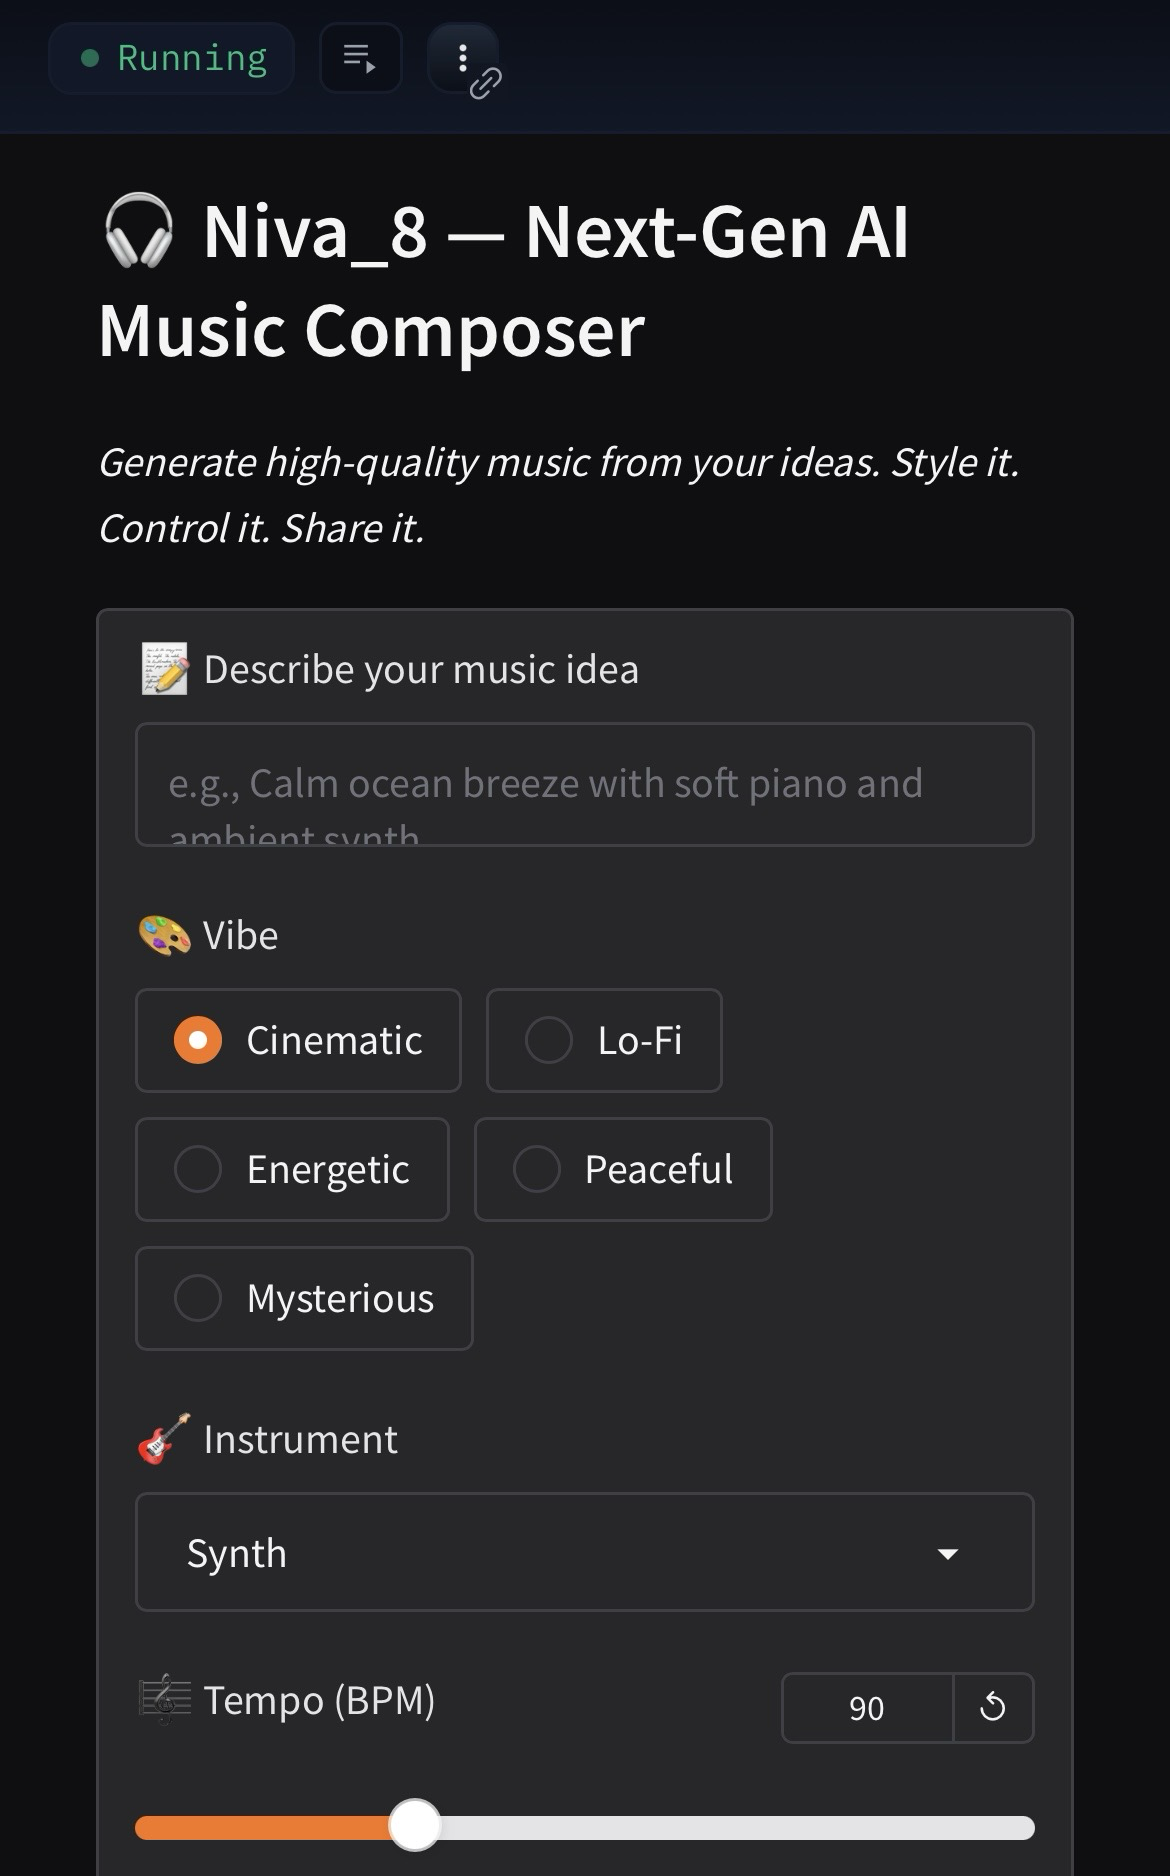 Running
Niva_8 — Next-Gen AI
Music Composer
Generate high-quality music from your ideas. Style it.
Control it. Share it.
Describe your music idea
e.g., Calm ocean breeze with soft piano and
ambient synth
Vibe
Cinematic
Lo-Fi
Energetic
Peaceful
Mysterious
Instrument
Synth
Tempo (BPM)
90